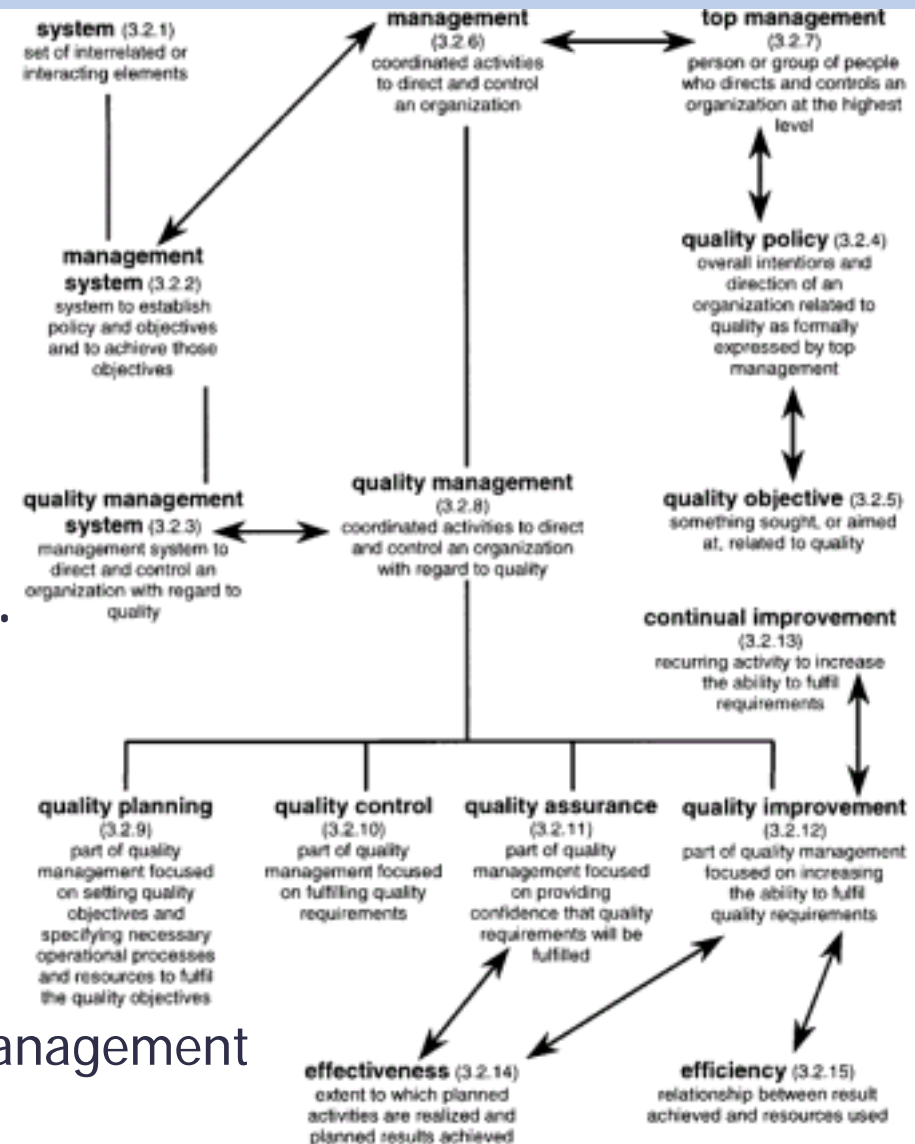 system (3.2.1)
set of interrelated or
interacting elements
management
(3.2.6)
coordinated activities
to direct and control
an organization
top management
(3.2.7)
person or group of people
who directs and controls an
organization at the highest
level
management
system (3.2.2)
system to establish
policy and objectives
and to achieve those
objectives
quality policy (3.2.4)
overall intentions and
direction of an
organization related to
quality as formally
expressed by top
management
quality management
system (3.2.3)
management system to
direct and control an
organization with regard to
quality
.
quality management
(3.2.8)
coordinated activities to direct
and control an organization
with regard to quality
quality objective (3.2.5)
something sought, or aimed
at, related to quality
continual improvement
(3.2.13)
recurring activity to increase
the ability to fulfil
requirements
quality planning
(3.2.9)
part of quality
management focused
on setting quality
objectives and
specifying necessary
operational processes
and resources to fulfil
the quality objectives
quality control
(3.2.10)
part of quality
management focused
on fulfilling quality
requirements
quality assurance
(3.2.11)
part of quality
management focused
on providing
confidence that quality
requirements will be
fulfilled
quality improvement
(3.2.12)
part of quality management
focused on increasing
the ability to fulfil
quality requirements
anagement
effectiveness (3.2.14)
extent to which planned
activities are realized and
planned results achieved
efficiency (3.2.15)
relationship between result
achieved and resources used